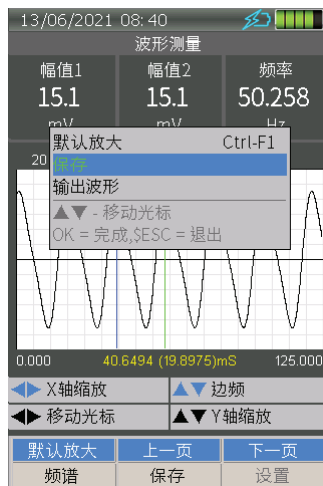 13/06/2021 08:40
波形测量
幅值1 幅值2 频率
15.1 15.1 50.258
mV mV Hz
默认放大 Ctrl-F1
20
保存
输出波形
▲▼ - 移动光标
OK = 完成,$ESC = 退出
0.000 40.6494 (19.8975)mS 125.000
◀▶ X轴缩放 ▲▼ 边频
◀▶ 移动光标 ▲▼ Y轴缩放
默认放大 上一页 下一页
频谱 保存 设置